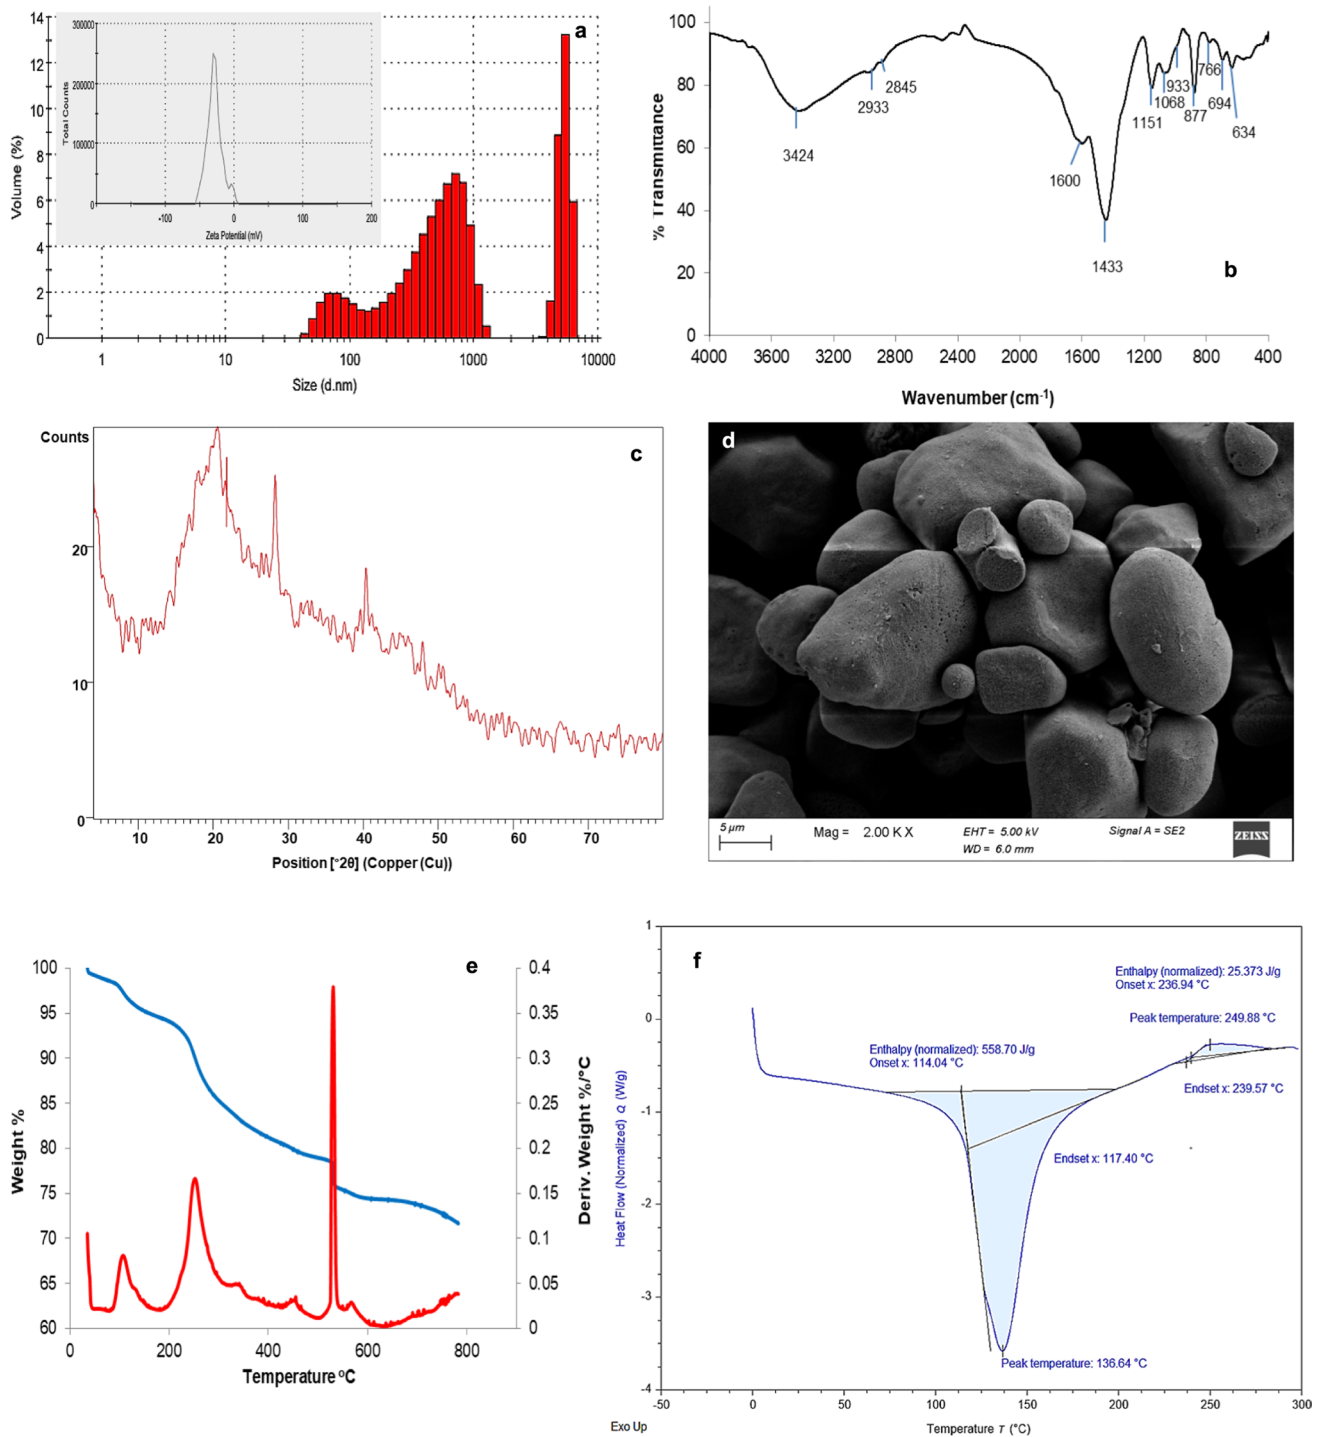 a
14
12
10
8
6
4
2
0
Volume (%)
1
10
100
1000
10000
Size (d.nm)
300000
200000
100000
0
Total Counts
-100
0
100
200
Zeta Potential (mV)
b
100
80
60
40
20
0
% Transmittance
4000
3600
3200
2800
2400
2000
1600
1200
800
400
Wavenumber (cm-1)
3424
2933
2845
1600
1433
1151
1068
933
877
766
694
634
c
Counts
20
10
0
10
20
30
40
50
60
70
Position [°2θ] (Copper (Cu))
d
5 µm
Mag = 2.00 K X
EHT = 5.00 kV
WD = 6.0 mm
Signal A = SE2
ZEISS
e
100
95
90
85
80
75
70
65
60
Weight %
0.4
0.35
0.3
0.25
0.2
0.15
0.1
0.05
0
Deriv. Weight %/°C
0
200
400
600
800
Temperature ºC
f
1
0
-1
-2
-3
-4
Heat Flow (Normalized) Q (W/g)
Enthalpy (normalized): 25.373 J/g
Onset x: 236.94 °C
Peak temperature: 249.88 °C
Enthalpy (normalized): 558.70 J/g
Onset x: 114.04 °C
Endset x: 239.57 °C
Endset x: 117.40 °C
Peak temperature: 136.64 °C
-50
0
50
100
150
200
250
300
Exo Up
Temperature T (°C)